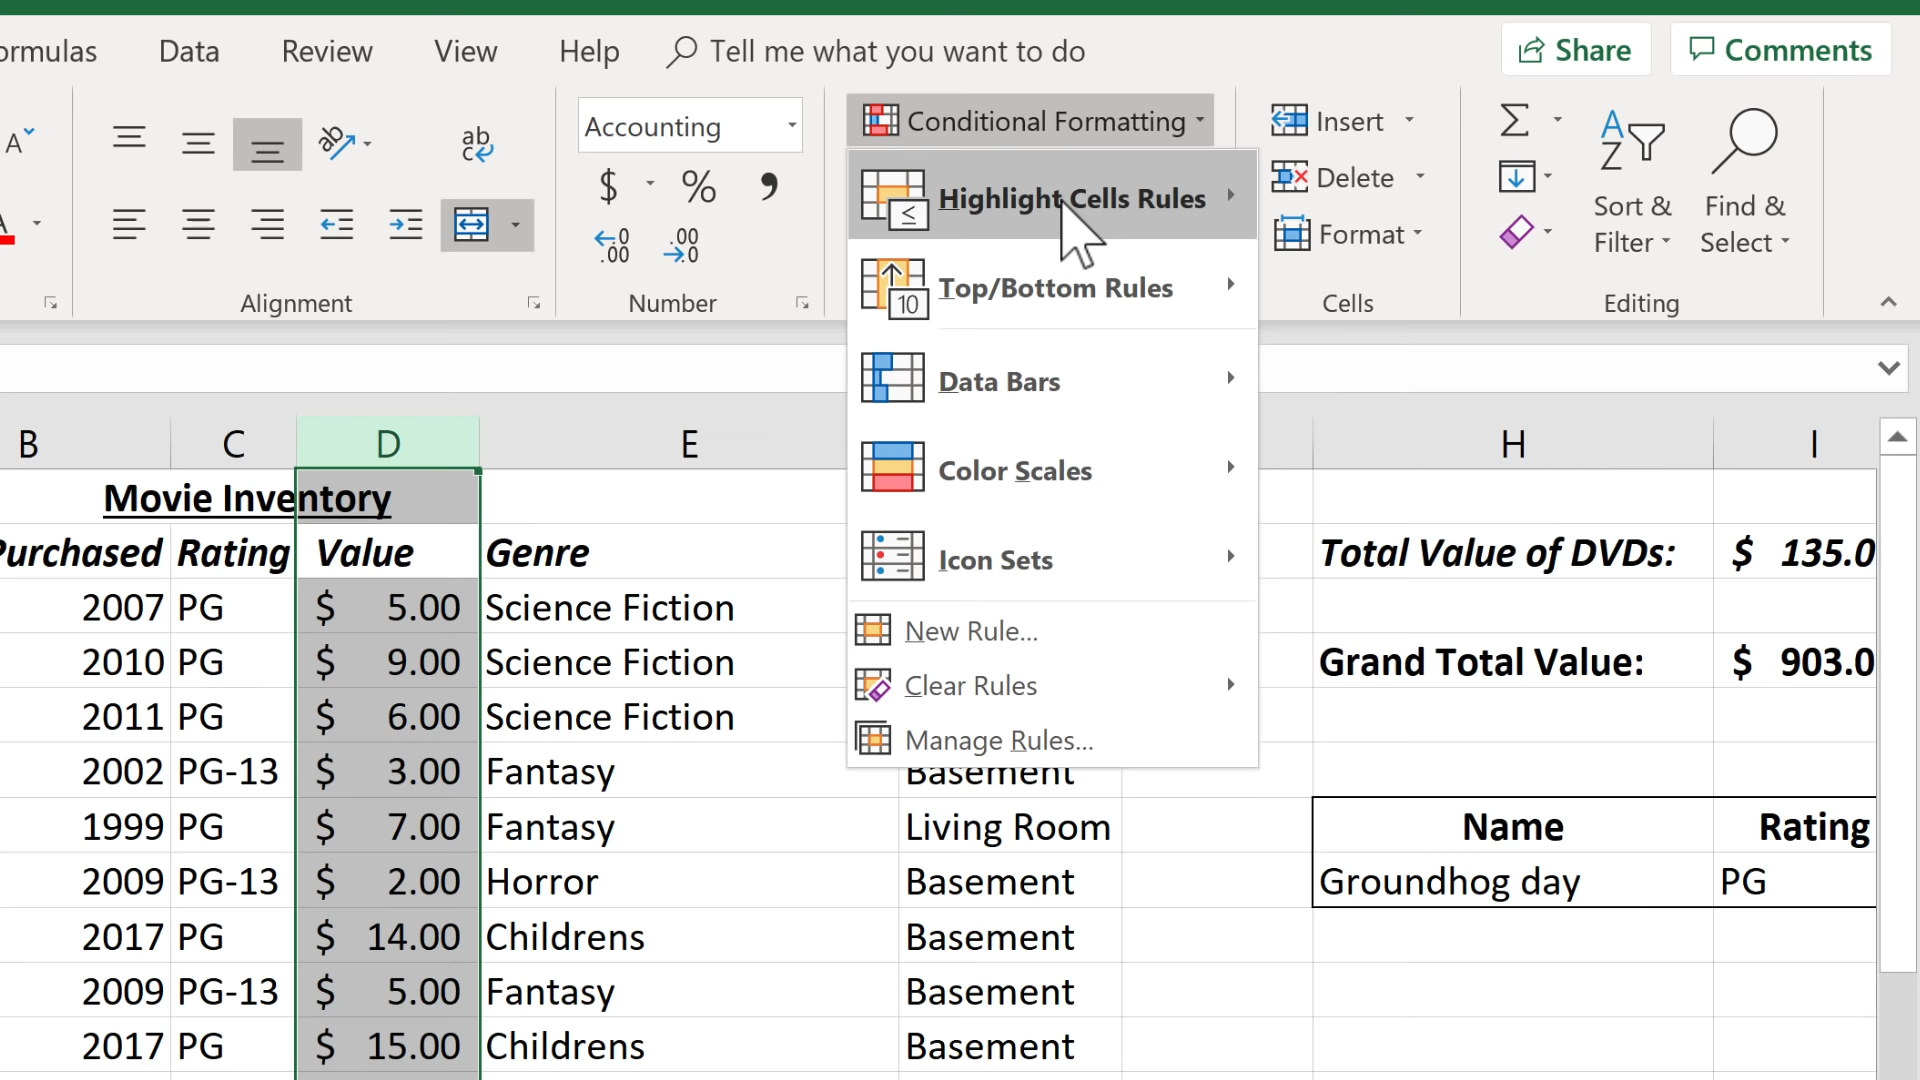 ormulas Data Review View Help Tell me what you want to do Share Comments
Accounting
Conditional Formatting
Insert
Delete
Format
Sort & Filter
Find & Select
Alignment Number Cells Editing
Highlight Cells Rules
Top/Bottom Rules
Data Bars
Color Scales
Icon Sets
New Rule...
Clear Rules
Manage Rules...
B C D E H I
Movie Inventory
Purchased Rating Value Genre Total Value of DVDs: $ 135.0
2007 PG $ 5.00 Science Fiction
2010 PG $ 9.00 Science Fiction Grand Total Value: $ 903.0
2011 PG $ 6.00 Science Fiction
2002 PG-13 $ 3.00 Fantasy Basement
1999 PG $ 7.00 Fantasy Living Room Name Rating
2009 PG-13 $ 2.00 Horror Basement Groundhog day PG
2017 PG $ 14.00 Childrens Basement
2009 PG-13 $ 5.00 Fantasy Basement
2017 PG $ 15.00 Childrens Basement